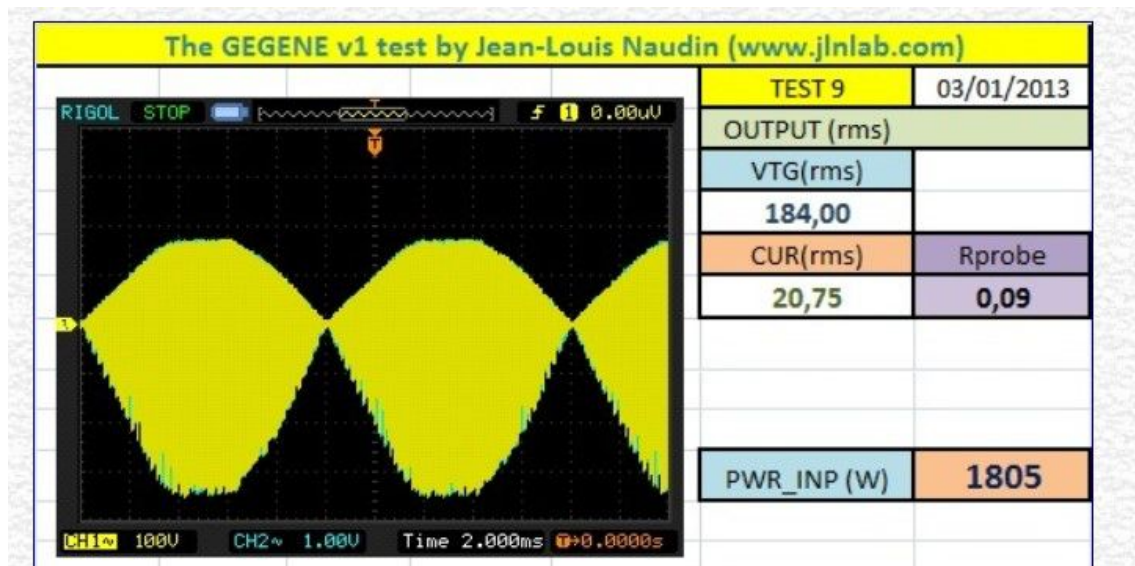 The GEGENE v1 test by Jean-Louis Naudin (www.jlnlab.com)
TEST 9 03/01/2013
RIGOL STOP T 1 0.00uV
OUTPUT (rms)
T
VTG(rms)
184,00
CUR(rms) Rprobe
20,75 0,09
1
PWR_INP (W) 1805
CH1~ 100V CH2~ 1.00V Time 2.000ms T→0.0000s